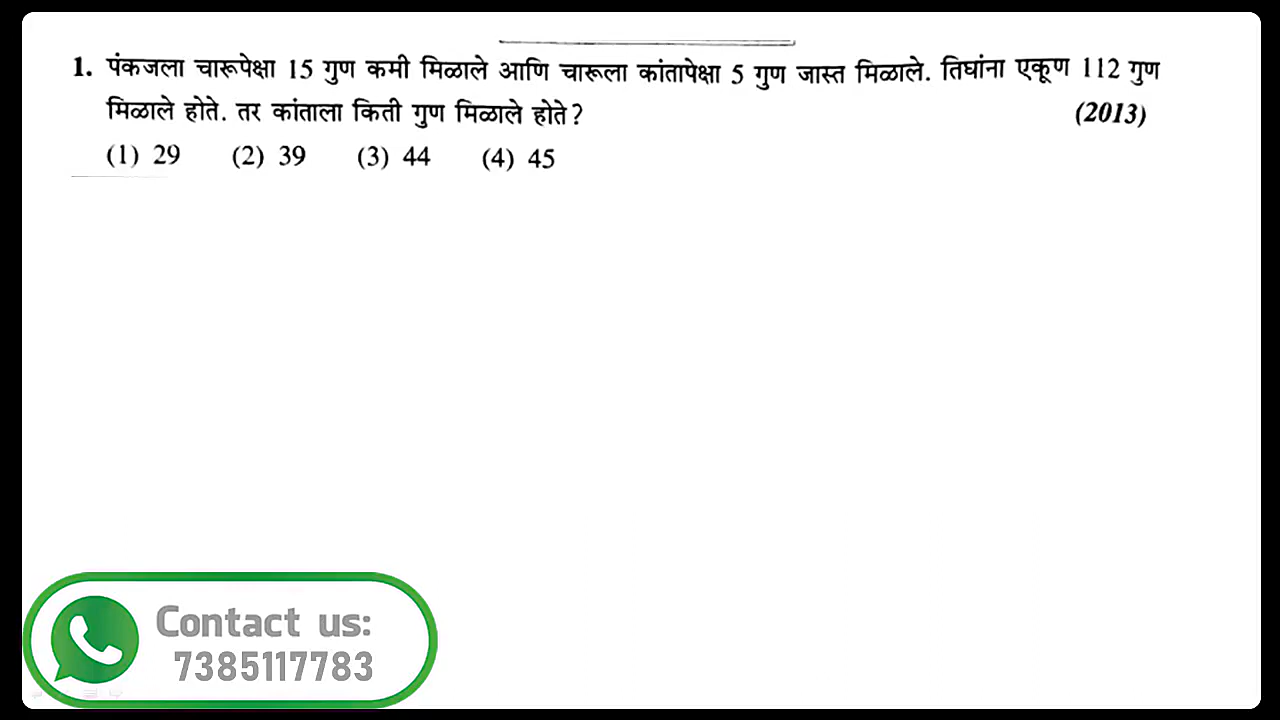 1. पंकजला चारूपेक्षा 15 गुण कमी मिळाले आणि चारूला कांतापेक्षा 5 गुण जास्त मिळाले. तिघांना एकूण 112 गुण
मिळाले होते. तर कांताला किती गुण मिळाले होते? (2013)
(1) 29 (2) 39 (3) 44 (4) 45
Contact us:
7385117783